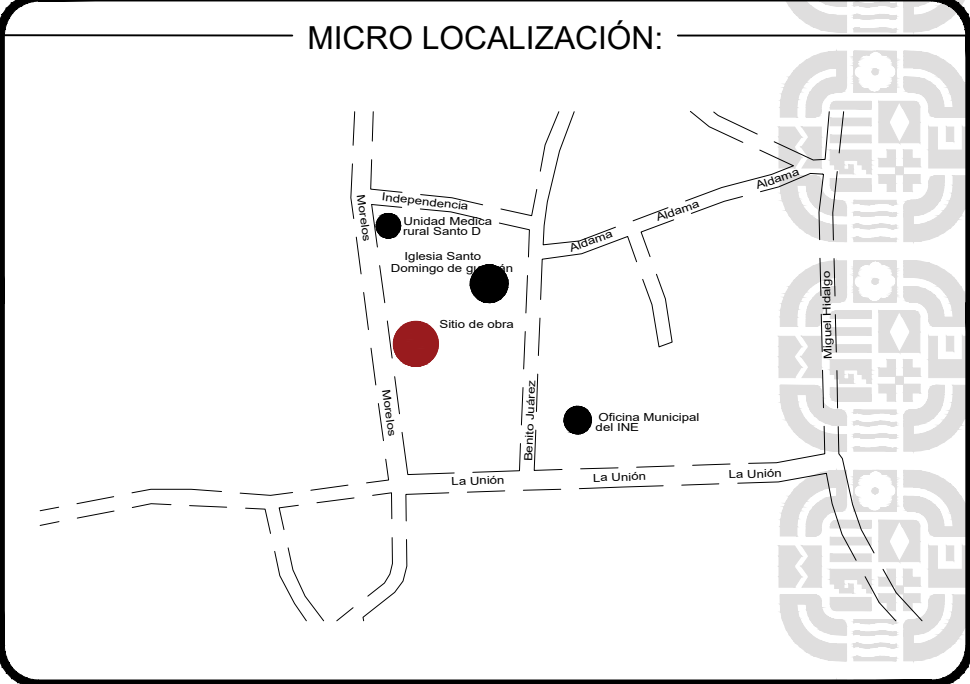 MICRO LOCALIZACIÓN:
Independencia
Morelos
Unidad Medica
rural Santo D
Iglesia Santo
Domingo de
Aldama
Aldama
Aldama
Sitio de obra
Miguel Hidalgo
Morelos
Benito Juárez
Oficina Municipal
del INE
La Unión
La Unión
La Unión